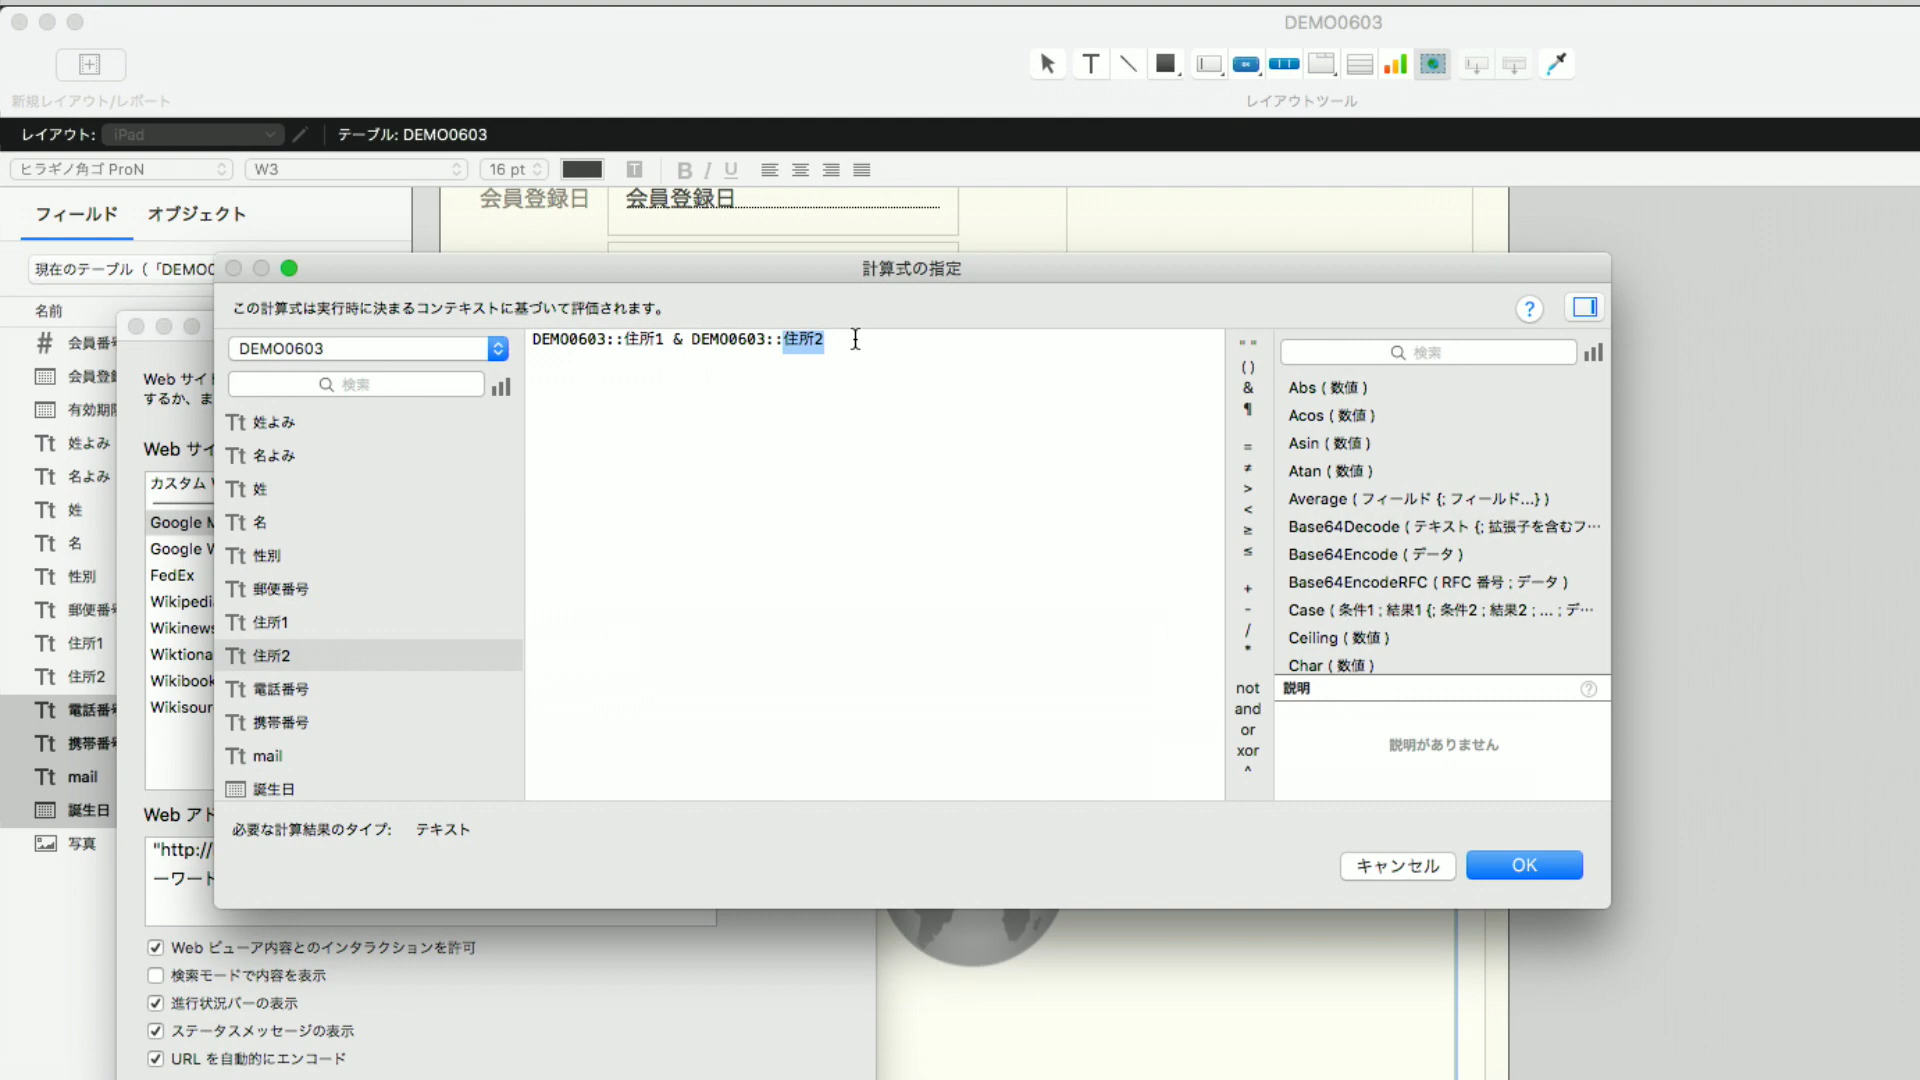 DEMO0603
新規レイアウト/レポート
レイアウトツール
レイアウト: iPad
テーブル: DEMO0603
ヒラギノ角ゴ ProN
W3
16 pt
B I U
フィールド オブジェクト
会員登録日
会員登録日
現在のテーブル（「DEMO
名前
会員番
会員登
有効期
姓よみ
名よみ
姓
名
性別
郵便番
住所1
住所2
電話番
携帯番
mail
誕生日
写真
Web サイ
するか、ま
Web サイ
カスタム
Google
Google
FedEx
Wikipedi
Wikinews
Wiktiona
Wikibook
Wikisour
Web アド
"http://
ーワード
Web ビューア内容とのインタラクションを許可
検索モードで内容を表示
進行状況バーの表示
ステータスメッセージの表示
URL を自動的にエンコード
計算式の指定
この計算式は実行時に決まるコンテキストに基づいて評価されます。
?
DEMO0603
検索
姓よみ
名よみ
姓
名
性別
郵便番号
住所1
住所2
電話番号
携帯番号
mail
誕生日
DEMO0603::住所1 & DEMO0603::住所2
" "
( )
&
¶
=
≠
>
<
≥
≤
+
-
/
*
not
and
or
xor
^
検索
Abs ( 数値 )
Acos ( 数値 )
Asin ( 数値 )
Atan ( 数値 )
Average ( フィールド {; フィールド...} )
Base64Decode ( テキスト {; 拡張子を含むフ…
Base64Encode ( データ )
Base64EncodeRFC ( RFC 番号 ; データ )
Case ( 条件1 ; 結果1 {; 条件2 ; 結果2 ; ... ; デ…
Ceiling ( 数値 )
Char ( 数値 )
説明
?
説明がありません
必要な計算結果のタイプ: テキスト
キャンセル
OK